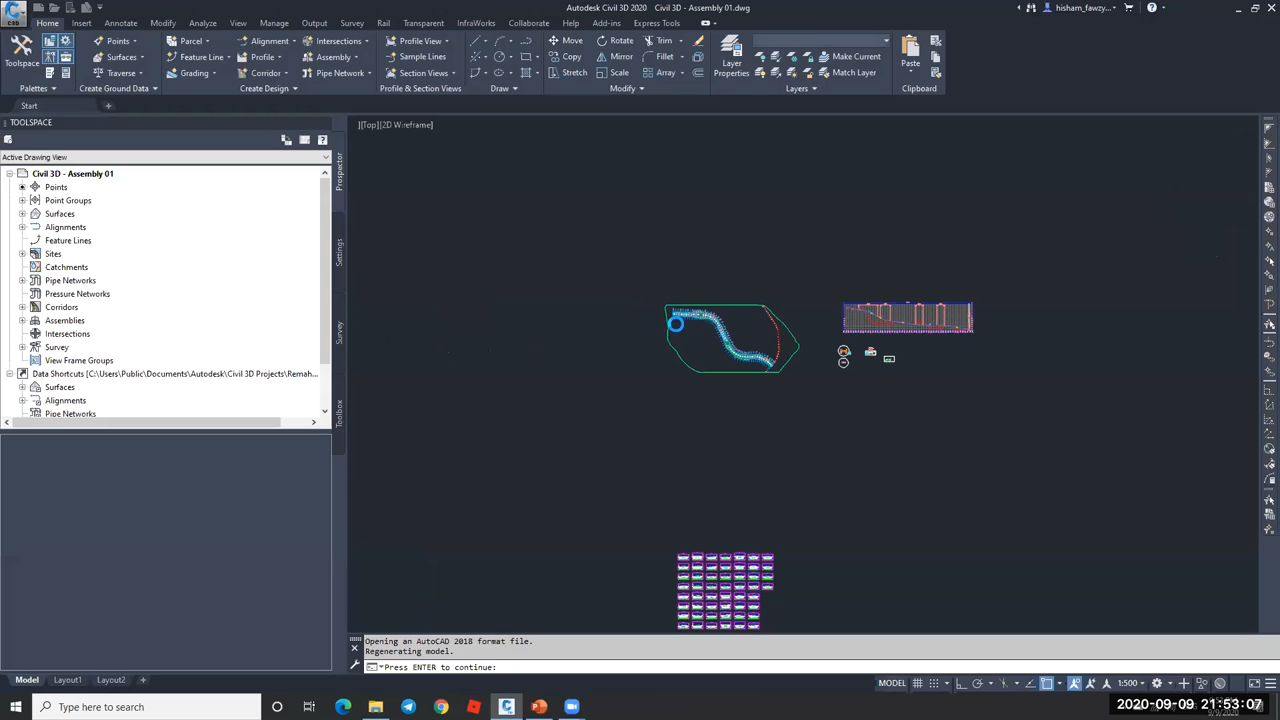 Autodesk Civil 3D 2020   Civil 3D - Assembly 01.dwg
hisham_fawzy...
C3D
Home Insert Annotate Modify Analyze View Manage Output Survey Rail Transparent InfraWorks Collaborate Help Add-ins Express Tools
Toolspace
Points
Surfaces
Traverse
Palettes
Create Ground Data
Parcel
Feature Line
Grading
Alignment
Profile
Corridor
Intersections
Assembly
Pipe Network
Create Design
Profile View
Sample Lines
Section Views
Profile & Section Views
Draw
Move
Copy
Stretch
Rotate
Mirror
Scale
Trim
Fillet
Array
Modify
Layer
Properties
Make Current
Match Layer
Layers
Paste
Clipboard
Start
TOOLSPACE
Active Drawing View
Civil 3D - Assembly 01
Points
Point Groups
Surfaces
Alignments
Feature Lines
Sites
Catchments
Pipe Networks
Pressure Networks
Corridors
Assemblies
Intersections
Survey
View Frame Groups
Data Shortcuts [C:\Users\Public\Documents\Autodesk\Civil 3D Projects\Remah
Surfaces
Alignments
Pipe Networks
Prospector
Settings
Survey
Toolbox
][Top][2D Wireframe]
Opening an AutoCAD 2018 format file.
Regenerating model.
Press ENTER to continue:
Model Layout1 Layout2
MODEL
1:500
Type here to search
2020-09-09 21:53:07